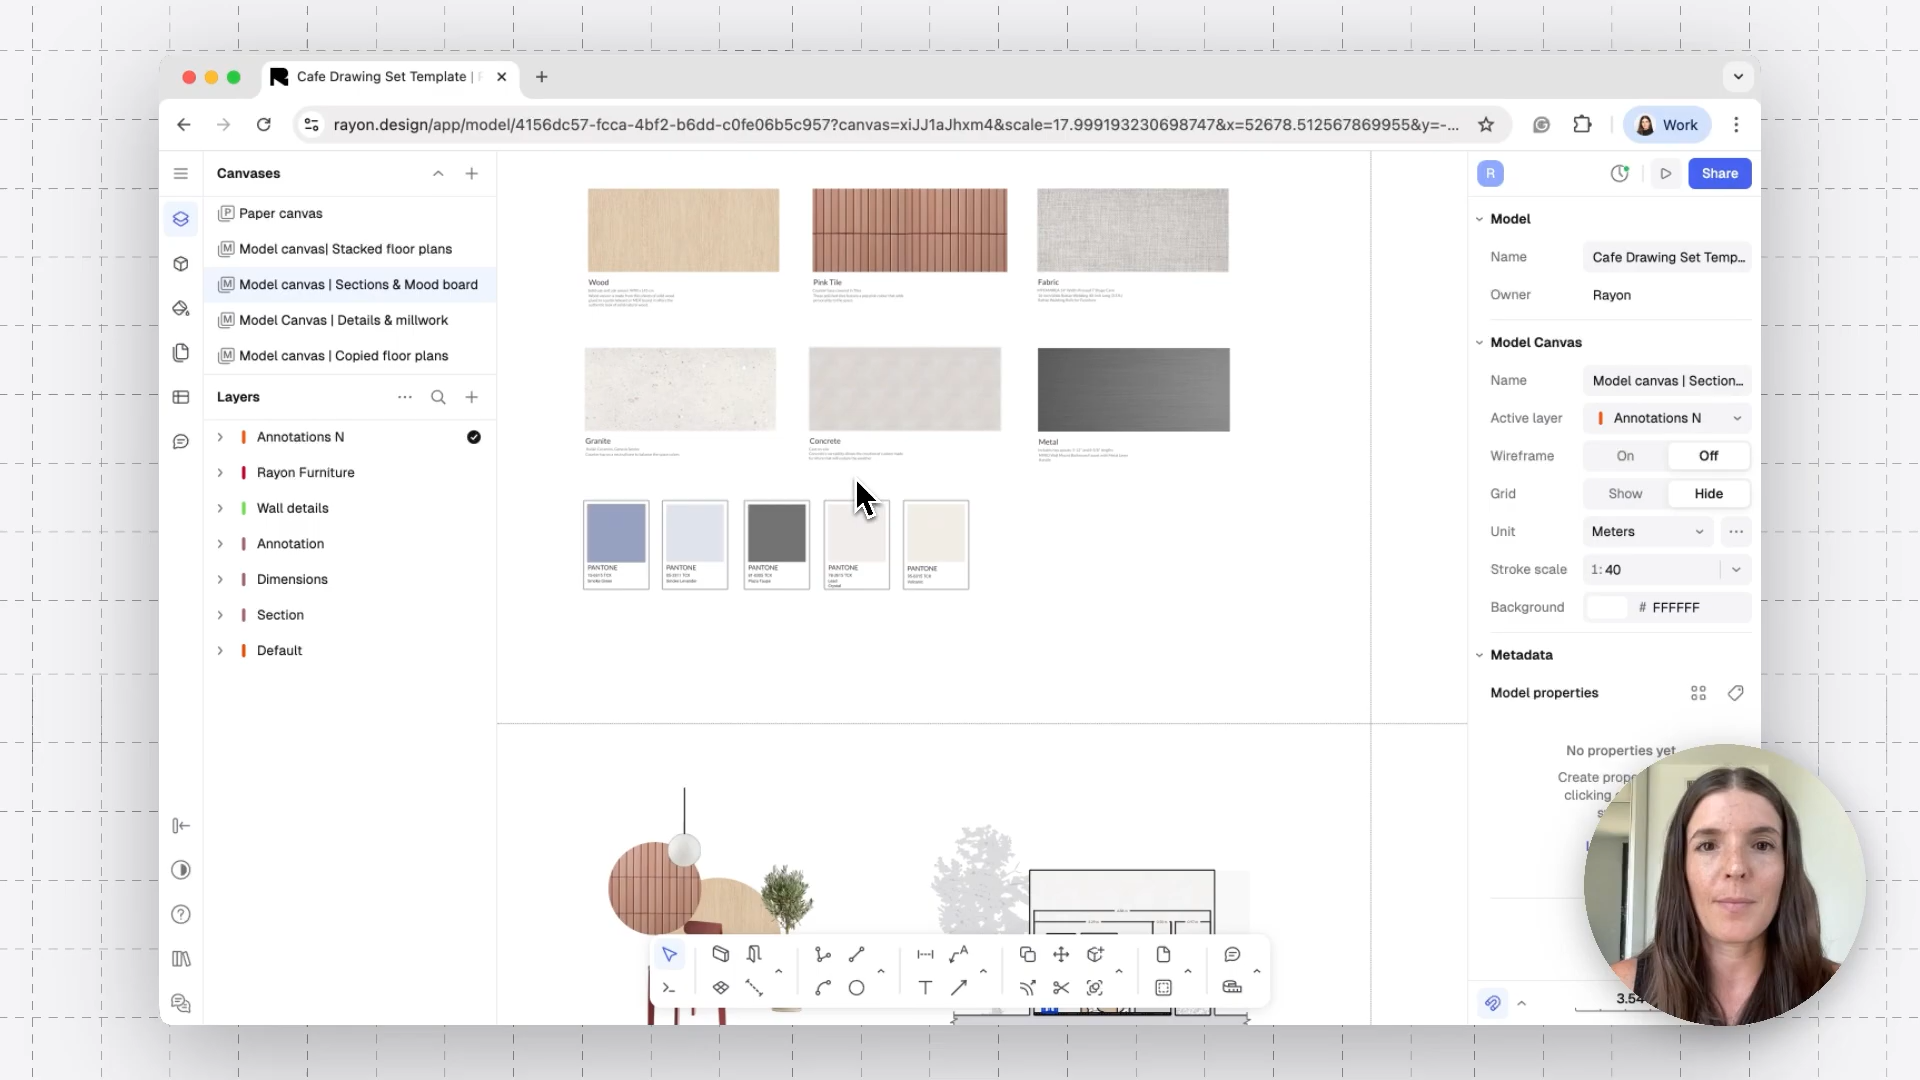 Cafe Drawing Set Template |
rayon.design/app/model/4156dc57-fcca-4bf2-b6dd-c0fe06b5c957?canvas=xiJJ1aJhxm4&scale=17.999193230698747&x=52678.512567869955&y=-...
Work
Canvases
Paper canvas
Model canvas| Stacked floor plans
Model canvas | Sections & Mood board
Model Canvas | Details & millwork
Model canvas | Copied floor plans
Layers
Annotations N
Rayon Furniture
Wall details
Annotation
Dimensions
Section
Default
Wood
Pink Tile
Fabric
Granite
Concrete
Metal
PANTONE
PANTONE
PANTONE
PANTONE
PANTONE
R
Share
Model
Name
Cafe Drawing Set Temp...
Owner
Rayon
Model Canvas
Name
Model canvas | Section...
Active layer
Annotations N
Wireframe
On
Off
Grid
Show
Hide
Unit
Meters
Stroke scale
1: 40
Background
# FFFFFF
Metadata
Model properties
No properties yet
Create
clicking
3.54